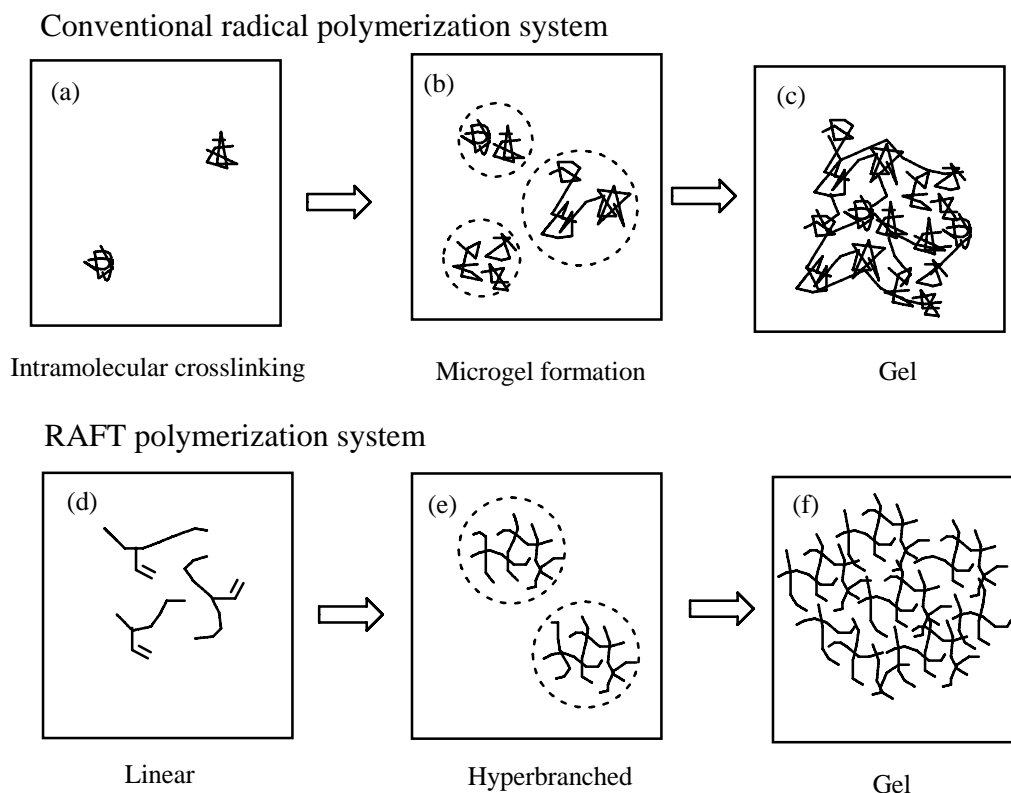 Conventional radical polymerization system
(a)
(b)
(c)
Intramolecular crosslinking
Microgel formation
Gel
RAFT polymerization system
(d)
(e)
(f)
Linear
Hyperbranched
Gel